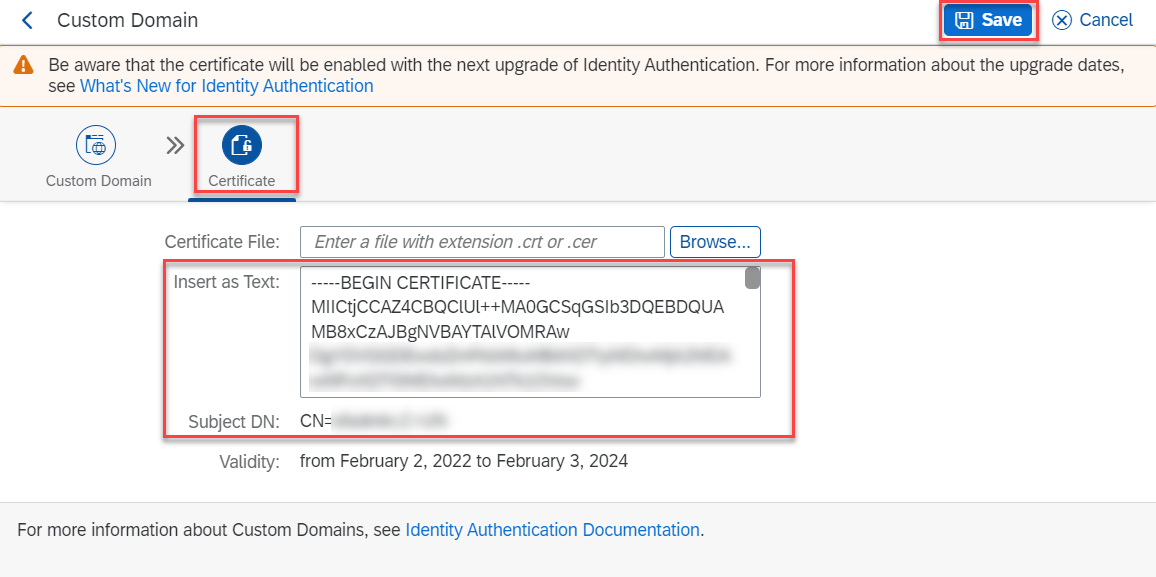 Custom Domain
Save
Cancel
Be aware that the certificate will be enabled with the next upgrade of Identity Authentication. For more information about the upgrade dates,
see What's New for Identity Authentication
Custom Domain
Certificate
Certificate File:
Enter a file with extension .crt or .cer
Browse...
Insert as Text:
-----BEGIN CERTIFICATE-----
MIICtjCCAZ4CBQClUl++MA0GCSqGSIb3DQEBDQUA
MB8xCzAJBgNVBAYTAlVOMRAw
Subject DN:
CN=
Validity:
from February 2, 2022 to February 3, 2024
For more information about Custom Domains, see Identity Authentication Documentation.